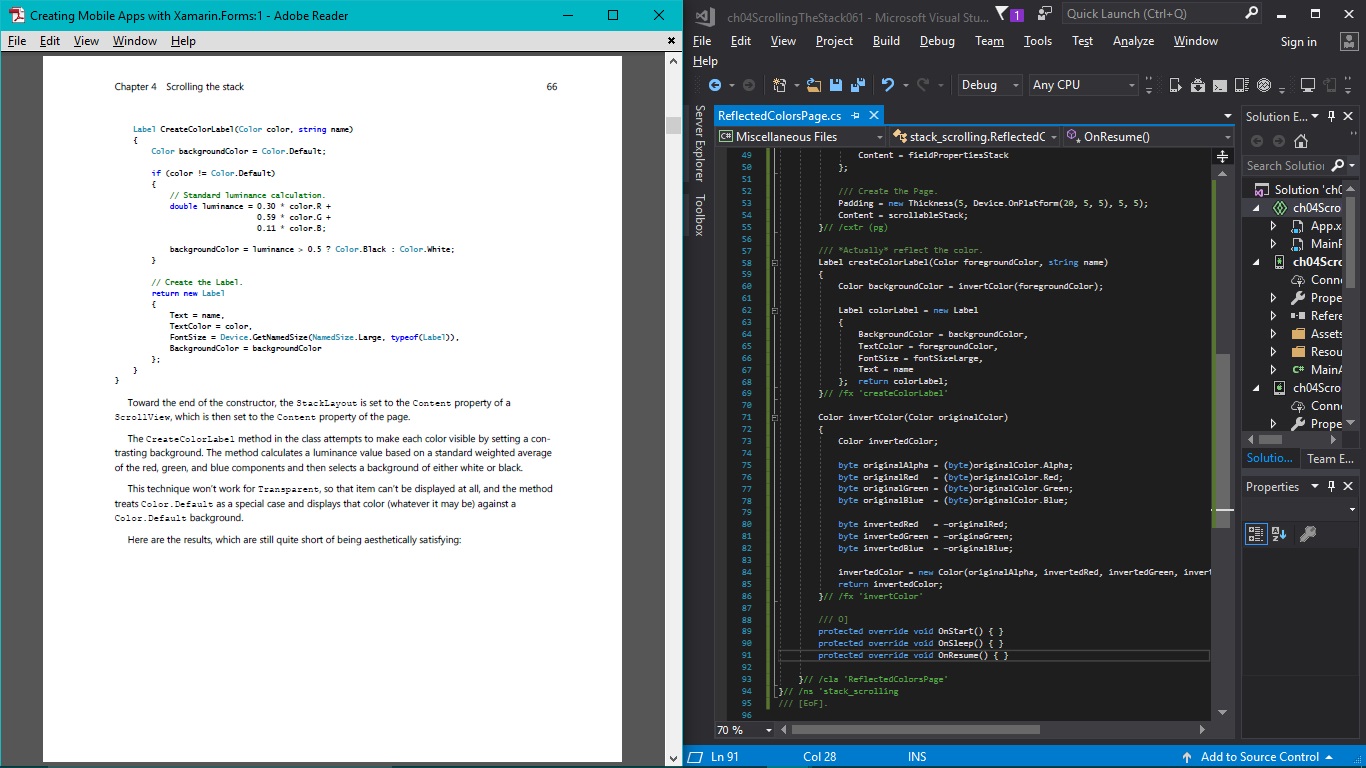 Creating Mobile Apps with Xamarin.Forms:1 - Adobe Reader
File Edit View Window Help
Chapter 4 Scrolling the stack 66
Label CreateColorLabel(Color color, string name)
{
Color backgroundColor = Color.Default;
if (color != Color.Default)
{
// Standard luminance calculation.
double luminance = 0.30 * color.R +
0.59 * color.G +
0.11 * color.B;
backgroundColor = luminance > 0.5 ? Color.Black : Color.White;
}
// Create the Label.
return new Label
{
Text = name,
TextColor = color,
FontSize = Device.GetNamedSize(NamedSize.Large, typeof(Label)),
BackgroundColor = backgroundColor
};
}
}
Toward the end of the constructor, the StackLayout is set to the Content property of a
ScrollView, which is then set to the Content property of the page.
The CreateColorLabel method in the class attempts to make each color visible by setting a con-
trasting background. The method calculates a luminance value based on a standard weighted average
of the red, green, and blue components and then selects a background of either white or black.
This technique won't work for Transparent, so that item can't be displayed at all, and the method
treats Color.Default as a special case and displays that color (whatever it may be) against a
Color.Default background.
Here are the results, which are still quite short of being aesthetically satisfying:
ch04ScrollingTheStack061 - Microsoft Visual Stu... 1 Quick Launch (Ctrl+Q)
File Edit View Project Build Debug Team Tools Test Analyze Window Sign in
Help
Debug Any CPU
Server Explorer
Toolbox
ReflectedColorsPage.cs
Miscellaneous Files stack_scrolling.ReflectedC OnResume()
49 Content = fieldPropertiesStack
50 };
51
52 /// Create the Page.
53 Padding = new Thickness(5, Device.OnPlatform(20, 5, 5), 5, 5);
54 Content = scrollableStack;
55 }// /cxtr (pg)
56
57 /// *Actually* reflect the color.
58 Label createColorLabel(Color foregroundColor, string name)
59 {
60 Color backgroundColor = invertColor(foregroundColor);
61
62 Label colorLabel = new Label
63 {
64 BackgroundColor = backgroundColor,
65 TextColor = foregroundColor,
66 FontSize = fontSizeLarge,
67 Text = name
68 }; return colorLabel;
69 }// /fx 'createColorLabel'
70
71 Color invertColor(Color originalColor)
72 {
73 Color invertedColor;
74
75 byte originalAlpha = (byte)originalColor.Alpha;
76 byte originalRed = (byte)originalColor.Red;
77 byte originalGreen = (byte)originalColor.Green;
78 byte originalBlue = (byte)originalColor.Blue;
79
80 byte invertedRed = ~originalRed;
81 byte invertedGreen = ~originaGreen;
82 byte invertedBlue = ~originalBlue;
83
84 invertedColor = new Color(originalAlpha, invertedRed, invertedGreen, invert
85 return invertedColor;
86 }// /fx 'invertColor'
87
88 /// O]
89 protected override void OnStart() { }
90 protected override void OnSleep() { }
91 protected override void OnResume() { }
92
93 }// /cla 'ReflectedColorsPage'
94 }// /ns 'stack_scrolling
95 /// [EoF].
96
70 %
Solution E...
Search Solutio
Solution 'ch0
ch04Scro
App.x
MainP
ch04Scro
Conne
Prope
Refere
Assets
Resou
MainA
ch04Scro
Conne
Prope
Solutio... Team E...
Properties
Ln 91 Col 28 INS Add to Source Control